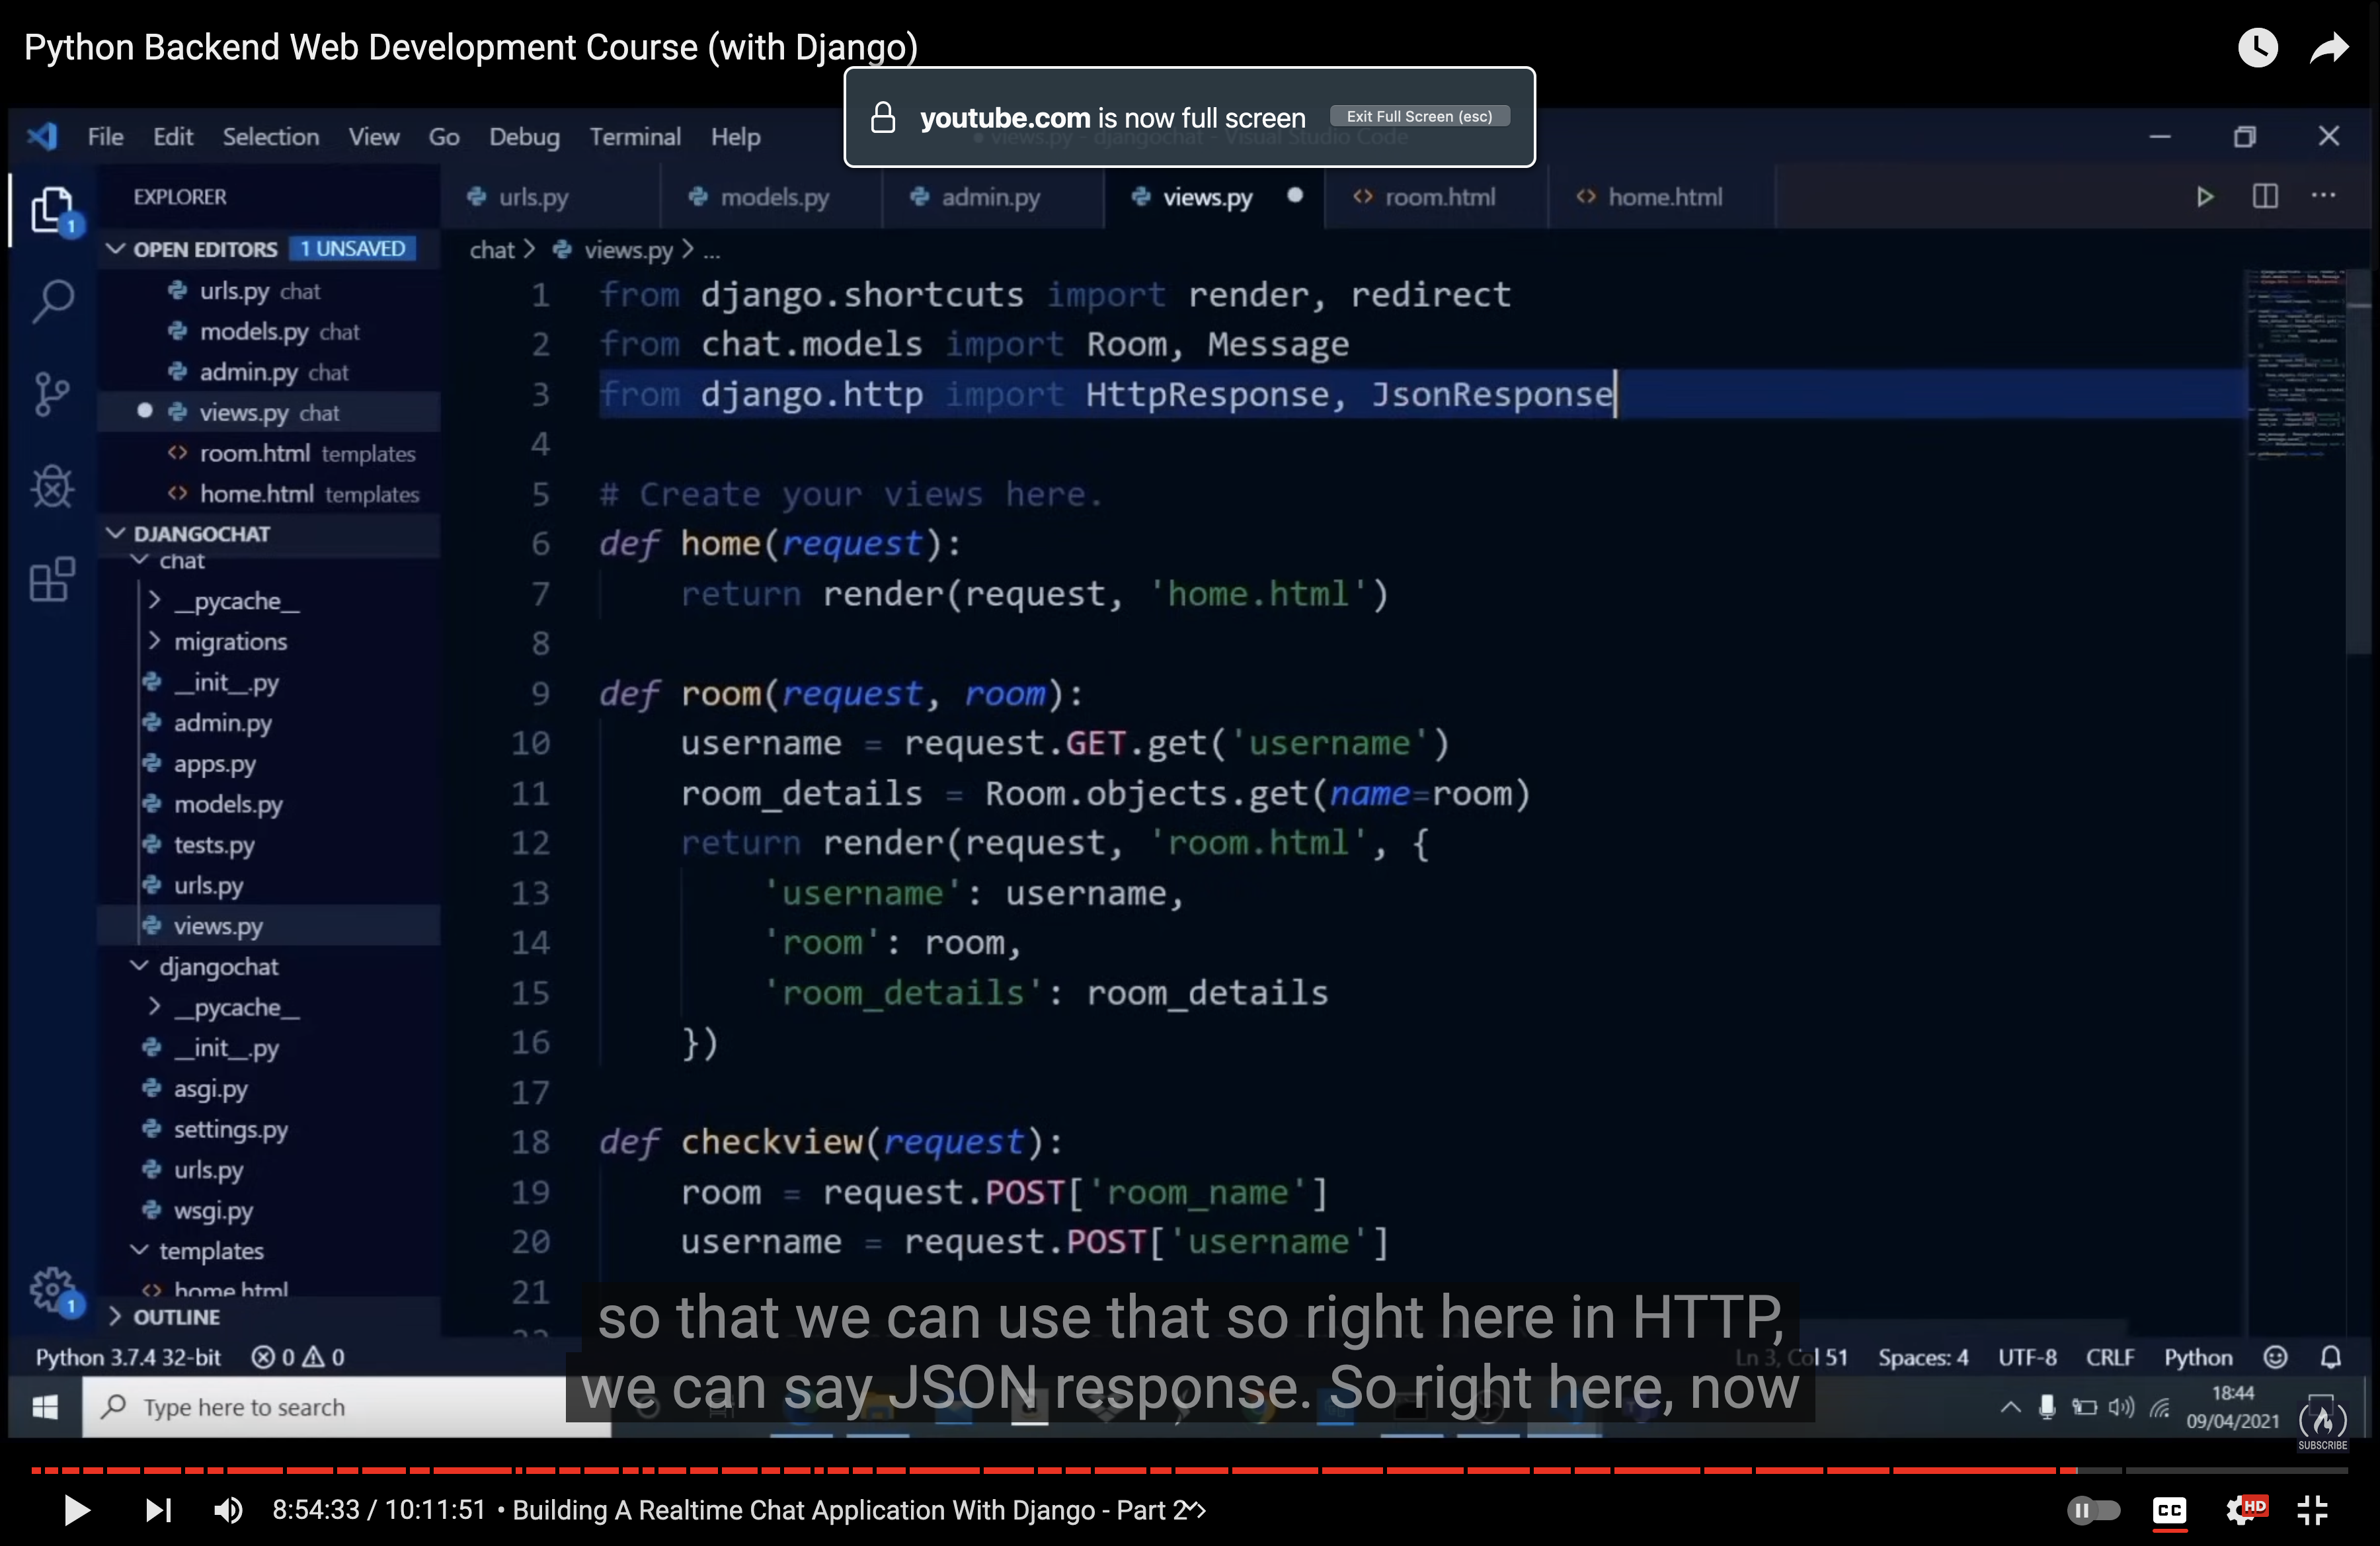 Python Backend Web Development Course (with Django)
youtube.com is now full screen
Exit Full Screen (esc)
File Edit Selection View Go Debug Terminal Help
views.py - djangochat - Visual Studio Code
EXPLORER
urls.py
models.py
admin.py
views.py
room.html
home.html
OPEN EDITORS 1 UNSAVED
urls.py chat
models.py chat
admin.py chat
views.py chat
room.html templates
home.html templates
DJANGOCHAT
chat
__pycache__
migrations
__init__.py
admin.py
apps.py
models.py
tests.py
urls.py
views.py
djangochat
__pycache__
__init__.py
asgi.py
settings.py
urls.py
wsgi.py
templates
home.html
OUTLINE
1
chat > views.py > ...
1 from django.shortcuts import render, redirect
2 from chat.models import Room, Message
3 from django.http import HttpResponse, JsonResponse
4
5 # Create your views here.
6 def home(request):
7 return render(request, 'home.html')
8
9 def room(request, room):
10 username = request.GET.get('username')
11 room_details = Room.objects.get(name=room)
12 return render(request, 'room.html', {
13 'username': username,
14 'room': room,
15 'room_details': room_details
16 })
17
18 def checkview(request):
19 room = request.POST['room_name']
20 username = request.POST['username']
21
22
so that we can use that so right here in HTTP,
we can say JSON response. So right here, now
Python 3.7.4 32-bit 0 0
Ln 3, Col 51 Spaces: 4 UTF-8 CRLF Python
1
Type here to search
18:44
09/04/2021
SUBSCRIBE
8:54:33 / 10:11:51 • Building A Realtime Chat Application With Django - Part 2
CC
HD